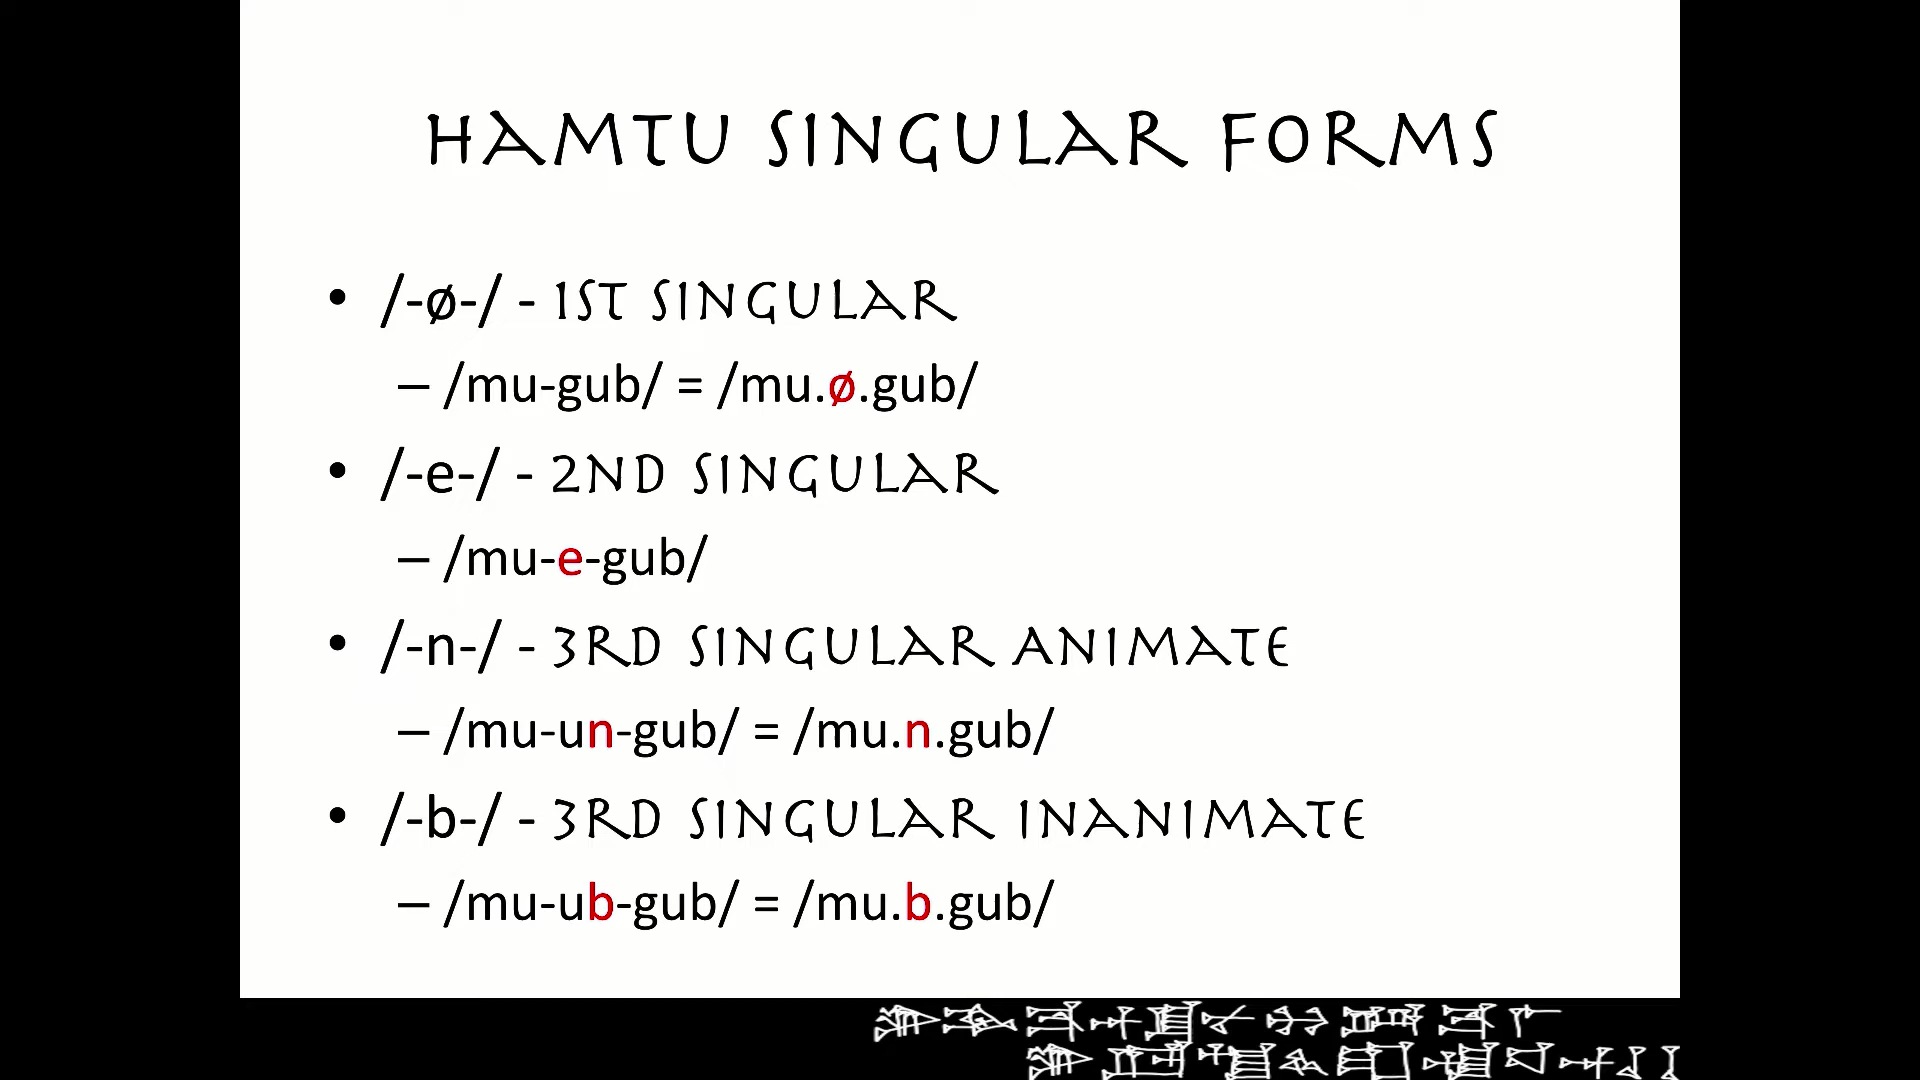 HAMTU SINGULAR FORMS
• /-ø-/ - 1ST SINGULAR
– /mu-gub/ = /mu.ø.gub/
• /-e-/ - 2ND SINGULAR
– /mu-e-gub/
• /-n-/ - 3RD SINGULAR ANIMATE
– /mu-un-gub/ = /mu.n.gub/
• /-b-/ - 3RD SINGULAR INANIMATE
– /mu-ub-gub/ = /mu.b.gub/